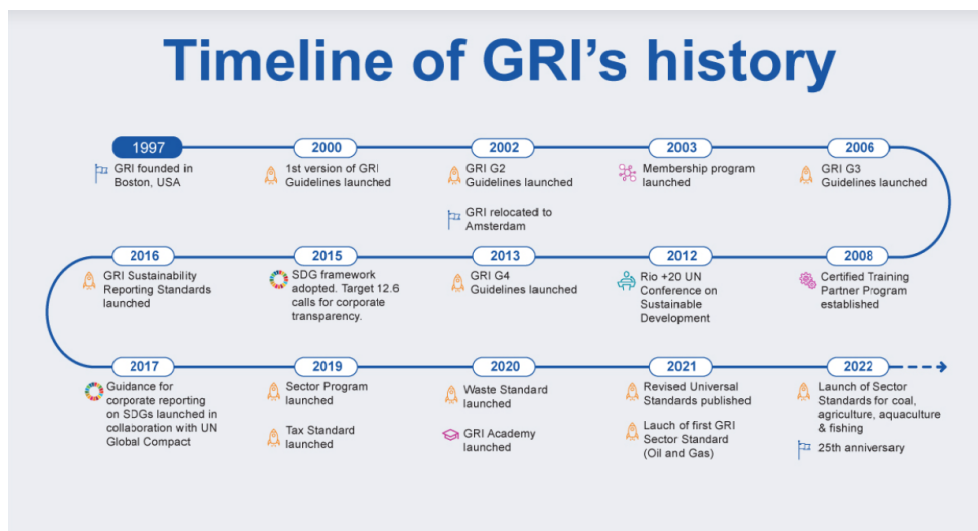 Timeline of GRI's history
1997
GRI founded in
Boston, USA
2000
1st version of GRI
Guidelines launched
2002
GRI G2
Guidelines launched
GRI relocated to
Amsterdam
2003
Membership program
launched
2006
GRI G3
Guidelines launched
2008
Certified Training
Partner Program
established
2012
Rio +20 UN
Conference on
Sustainable
Development
2013
GRI G4
Guidelines launched
2015
SDG framework
adopted. Target 12.6
calls for corporate
transparency.
2016
GRI Sustainability
Reporting Standards
launched
2017
Guidance for
corporate reporting
on SDGs launched in
collaboration with UN
Global Compact
2019
Sector Program
launched
Tax Standard
launched
2020
Waste Standard
launched
GRI Academy
launched
2021
Revised Universal
Standards published
Lauch of first GRI
Sector Standard
(Oil and Gas)
2022
Launch of Sector
Standards for coal,
agriculture, aquaculture
& fishing
25th anniversary